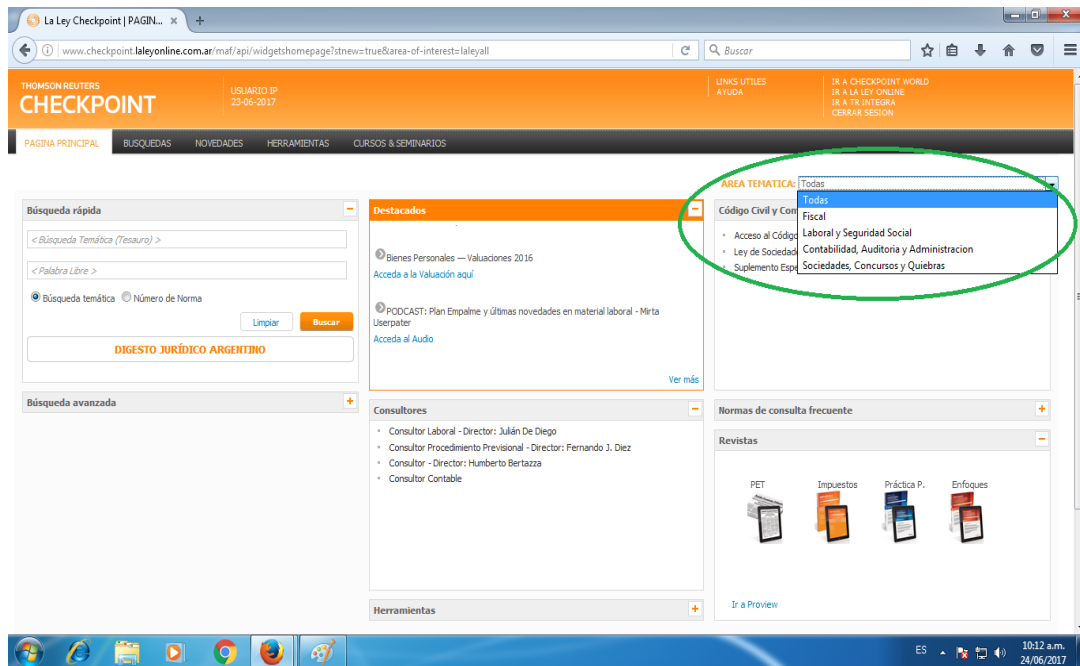 La Ley Checkpoint | PAGIN... × +
www.checkpoint.laleyonline.com.ar/maf/api/widgetshomepage?stnew=true&area-of-interest=laleyall
Buscar
THOMSON REUTERS
CHECKPOINT
USUARIO IP
23-06-2017
LINKS UTILES
AYUDA
IR A CHECKPOINT WORLD
IR A LA LEY ONLINE
IR A TR INTEGRA
CERRAR SESION
PAGINA PRINCIPAL BUSQUEDAS NOVEDADES HERRAMIENTAS CURSOS & SEMINARIOS
AREA TEMATICA: Todas
Todas
Fiscal
Laboral y Seguridad Social
Contabilidad, Auditoria y Administracion
Sociedades, Concursos y Quiebras
Búsqueda rápida
< Búsqueda Temática (Tesauro) >
< Palabra Libre >
Búsqueda temática Número de Norma
Limpiar Buscar
DIGESTO JURÍDICO ARGENTINO
Búsqueda avanzada
Destacados
Bienes Personales — Valuaciones 2016
Acceda a la Valuación aquí
PODCAST: Plan Empalme y últimas novedades en material laboral - Mirta
Userpater
Acceda al Audio
Ver más
Consultores
Consultor Laboral - Director: Julián De Diego
Consultor Procedimiento Previsional - Director: Fernando J. Diez
Consultor - Director: Humberto Bertazza
Consultor Contable
Herramientas
Código Civil y Com
Acceso al Código
Ley de Sociedad
Suplemento Espe
Normas de consulta frecuente
Revistas
PET Impuestos Práctica P. Enfoques
Ir a Proview
ES
10:12 a.m.
24/06/2017